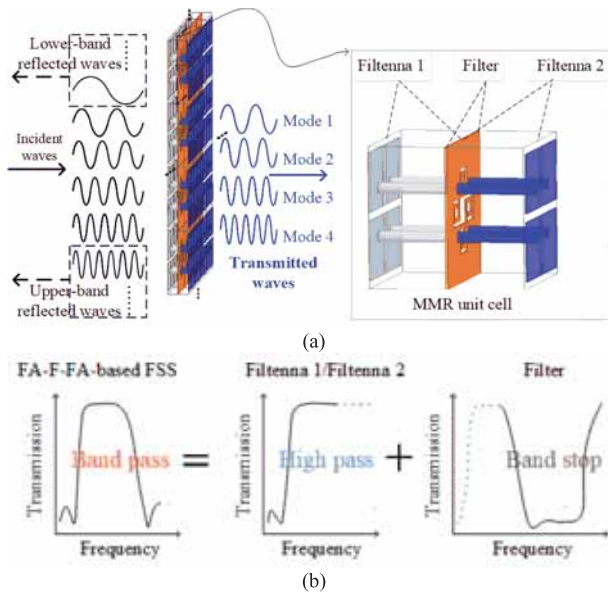 Lower-band
reflected waves
Incident
waves
Upper-band
reflected waves
Mode 1
Mode 2
Mode 3
Mode 4
Transmitted
waves
Filtenna 1 Filter Filtenna 2
MMR unit cell
(a)
FA-F-FA-based FSS Filtenna 1/Filtenna 2 Filter
Transmission
Band pass
Frequency
=
Transmission
High pass
Frequency
+
Transmission
Band stop
Frequency
(b)